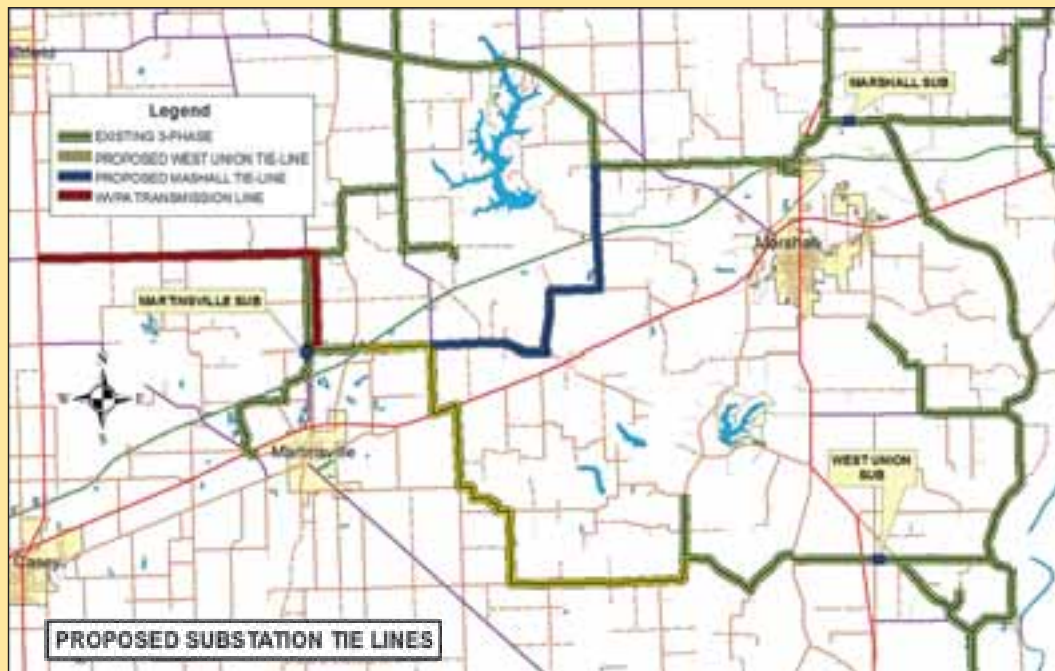 Legend
EXISTING 3-PHASE
PROPOSED WEST UNION TIE-LINE
PROPOSED MASHALL TIE-LINE
WVPA TRANSMISSION LINE
MARSHALL SUB
Marshall
MARTINSVILLE SUB
N
W E
S
Martinsville
WEST UNION
SUB
Casey
PROPOSED SUBSTATION TIE LINES